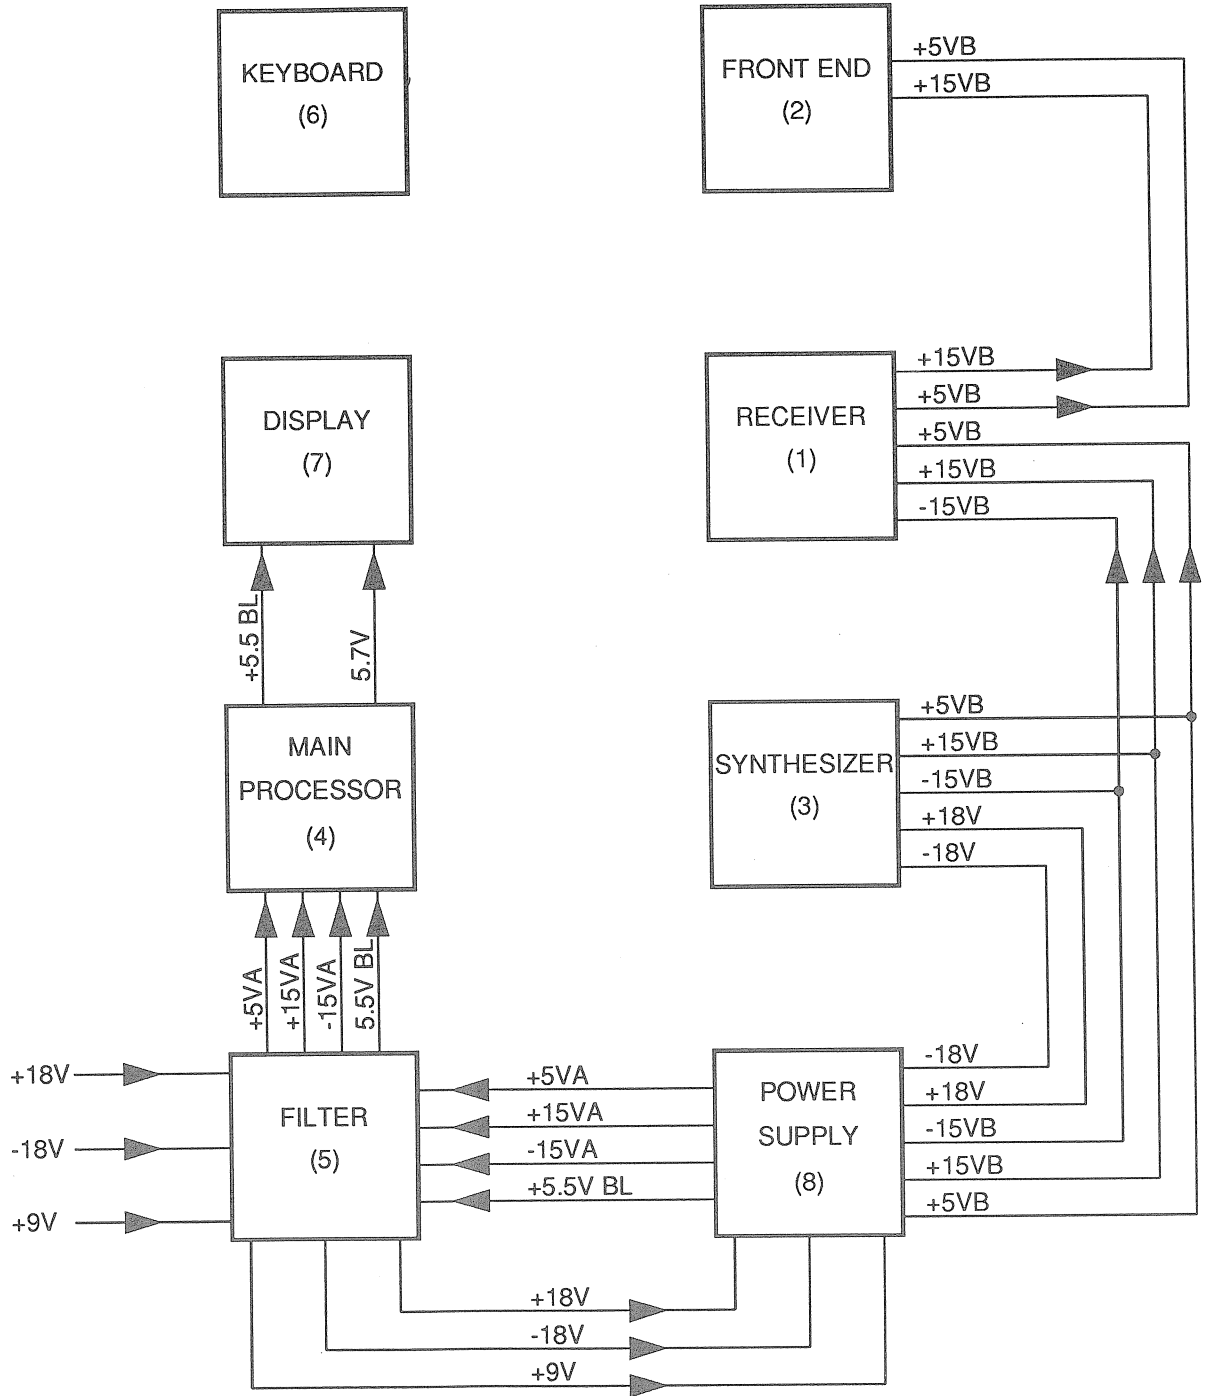 KEYBOARD
(6)
FRONT END
(2)
+5VB
+15VB
DISPLAY
(7)
RECEIVER
(1)
+15VB
+5VB
+5VB
+15VB
-15VB
+5.5 BL
5.7V
MAIN
PROCESSOR
(4)
SYNTHESIZER
(3)
+5VB
+15VB
-15VB
+18V
-18V
+5VA
+15VA
-15VA
5.5V BL
+18V
-18V
+9V
FILTER
(5)
+5VA
+15VA
-15VA
+5.5V BL
POWER
SUPPLY
(8)
-18V
+18V
-15VB
+15VB
+5VB
+18V
-18V
+9V